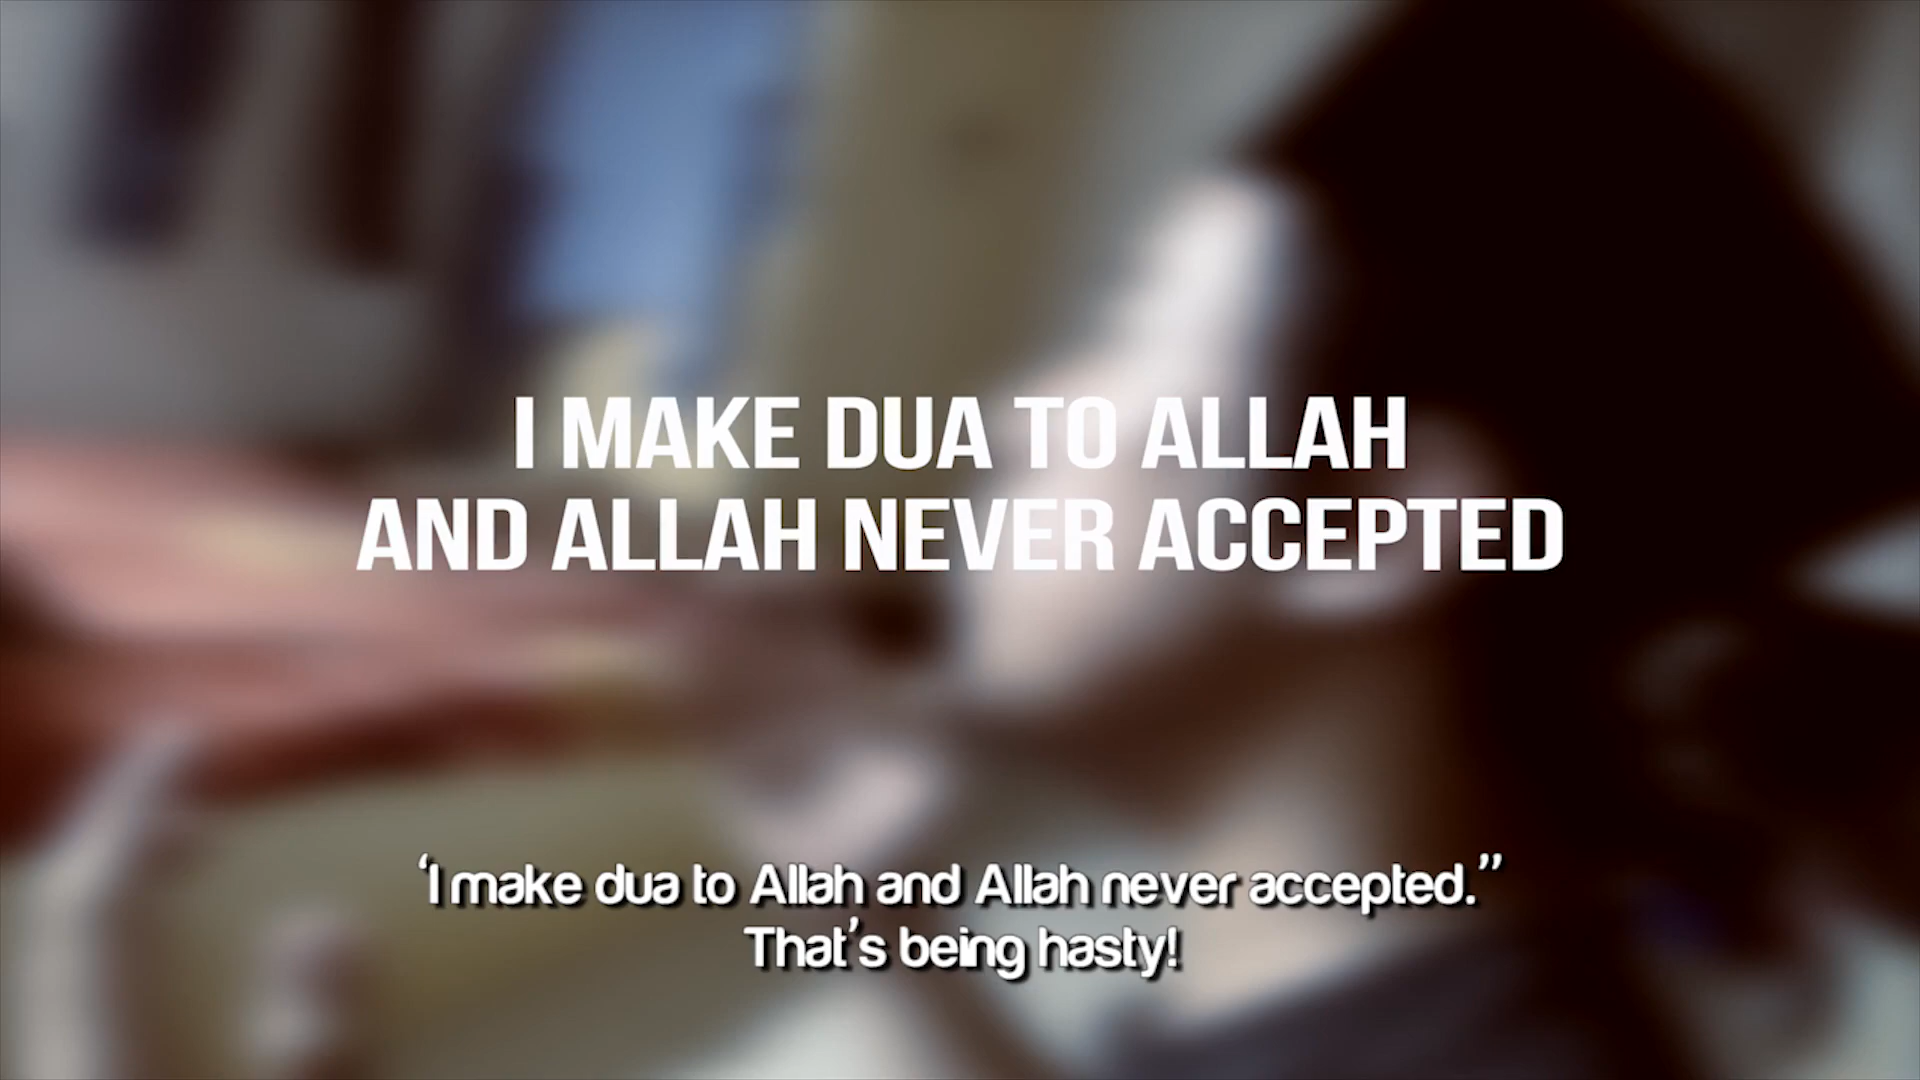 I MAKE DUA TO ALLAH
AND ALLAH NEVER ACCEPTED
‘I make dua to Allah and Allah never accepted.”
That’s being hasty!